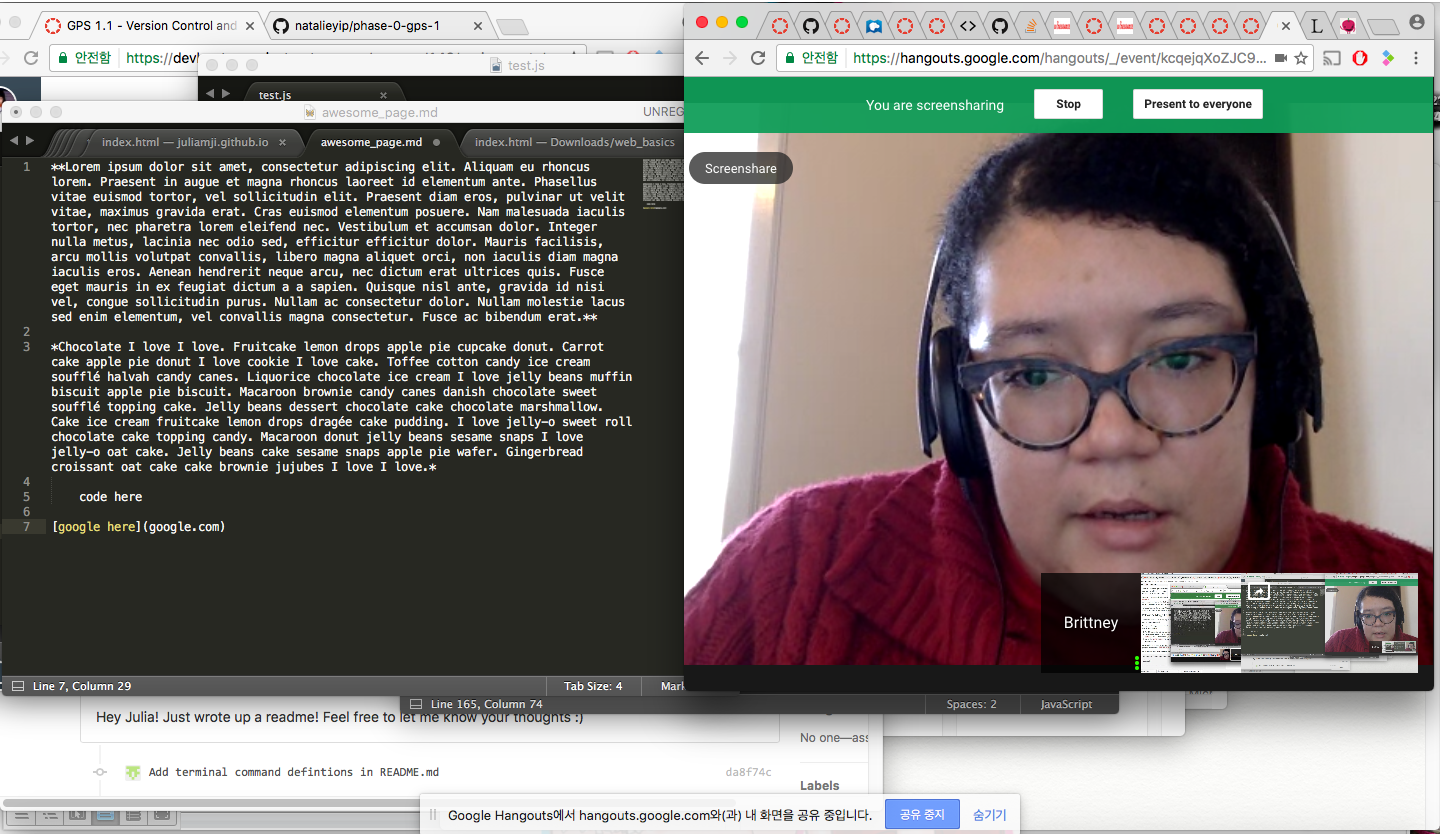 GPS 1.1 - Version Control and
natalieyip/phase-0-gps-1
안전함
https://dev
test.js
test.js
awesome_page.md
UNREG
index.html — juliamji.github.io
awesome_page.md
index.html — Downloads/web_basics
1 **Lorem ipsum dolor sit amet, consectetur adipiscing elit. Aliquam eu rhoncus
lorem. Praesent in augue et magna rhoncus laoreet id elementum ante. Phasellus
vitae euismod tortor, vel sollicitudin elit. Praesent diam eros, pulvinar ut velit
vitae, maximus gravida erat. Cras euismod elementum posuere. Nam malesuada iaculis
tortor, nec pharetra lorem eleifend nec. Vestibulum et accumsan dolor. Integer
nulla metus, lacinia nec odio sed, efficitur efficitur dolor. Mauris facilisis,
arcu mollis volutpat convallis, libero magna aliquet orci, non iaculis diam magna
iaculis eros. Aenean hendrerit neque arcu, nec dictum erat ultrices quis. Fusce
eget mauris in ex feugiat dictum a a sapien. Quisque nisl ante, gravida id nisi
vel, congue sollicitudin purus. Nullam ac consectetur dolor. Nullam molestie lacus
sed enim elementum, vel convallis magna consectetur. Fusce ac bibendum erat.**
2
3 *Chocolate I love I love. Fruitcake lemon drops apple pie cupcake donut. Carrot
cake apple pie donut I love cookie I love cake. Toffee cotton candy ice cream
soufflé halvah candy canes. Liquorice chocolate ice cream I love jelly beans muffin
biscuit apple pie biscuit. Macaroon brownie candy canes danish chocolate sweet
soufflé topping cake. Jelly beans dessert chocolate cake chocolate marshmallow.
Cake ice cream fruitcake lemon drops dragée cake pudding. I love jelly-o sweet roll
chocolate cake topping candy. Macaroon donut jelly beans sesame snaps I love
jelly-o oat cake. Jelly beans cake sesame snaps apple pie wafer. Gingerbread
croissant oat cake cake brownie jujubes I love I love.*
4
5 code here
6
7 [google here](google.com)
Line 7, Column 29
Tab Size: 4
Mark
Line 165, Column 74
Spaces: 2
JavaScript
안전함
https://hangouts.google.com/hangouts/_/event/kcqejqXoZJC9...
You are screensharing
Stop
Present to everyone
Screenshare
Brittney
Hey Julia! Just wrote up a readme! Feel free to let me know your thoughts :)
No one—ass
Add terminal command defintions in README.md
da8f74c
Labels
Google Hangouts에서 hangouts.google.com와(과) 내 화면을 공유 중입니다.
공유 중지
숨기기